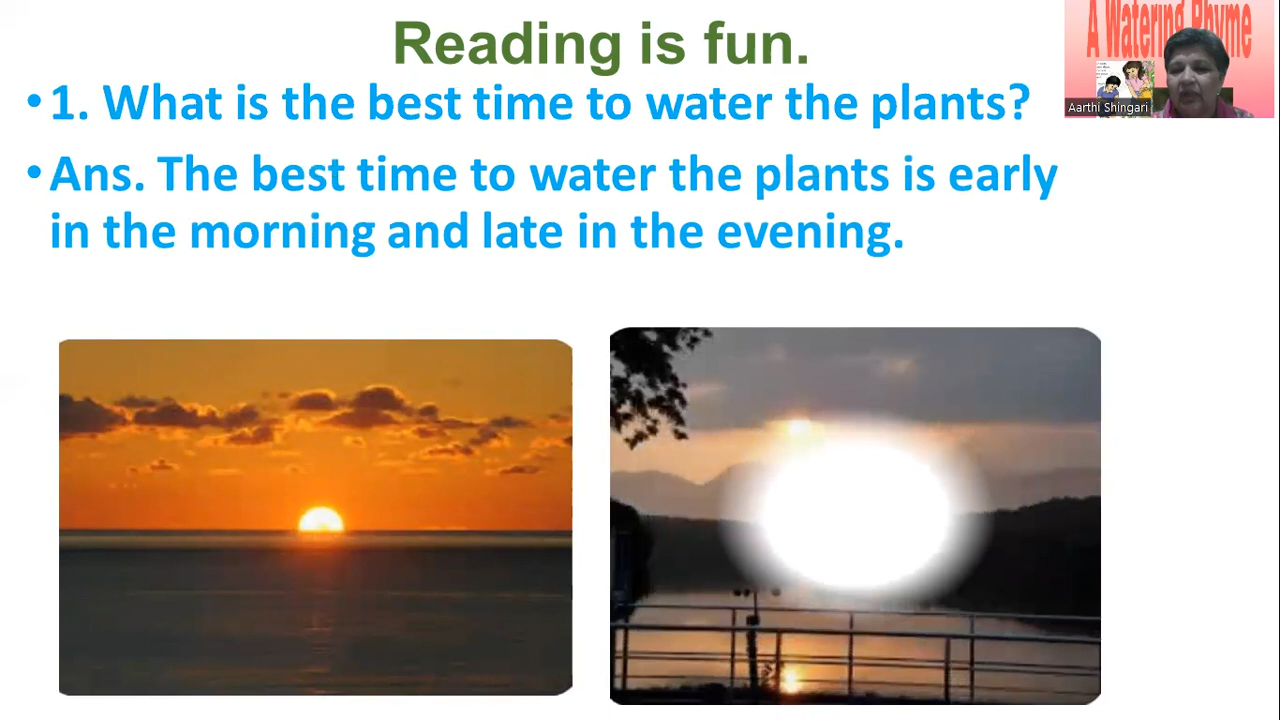 Reading is fun.
• 1. What is the best time to water the plants?
• Ans. The best time to water the plants is early
in the morning and late in the evening.
A Watering Rhyme
Aarthi Shingari